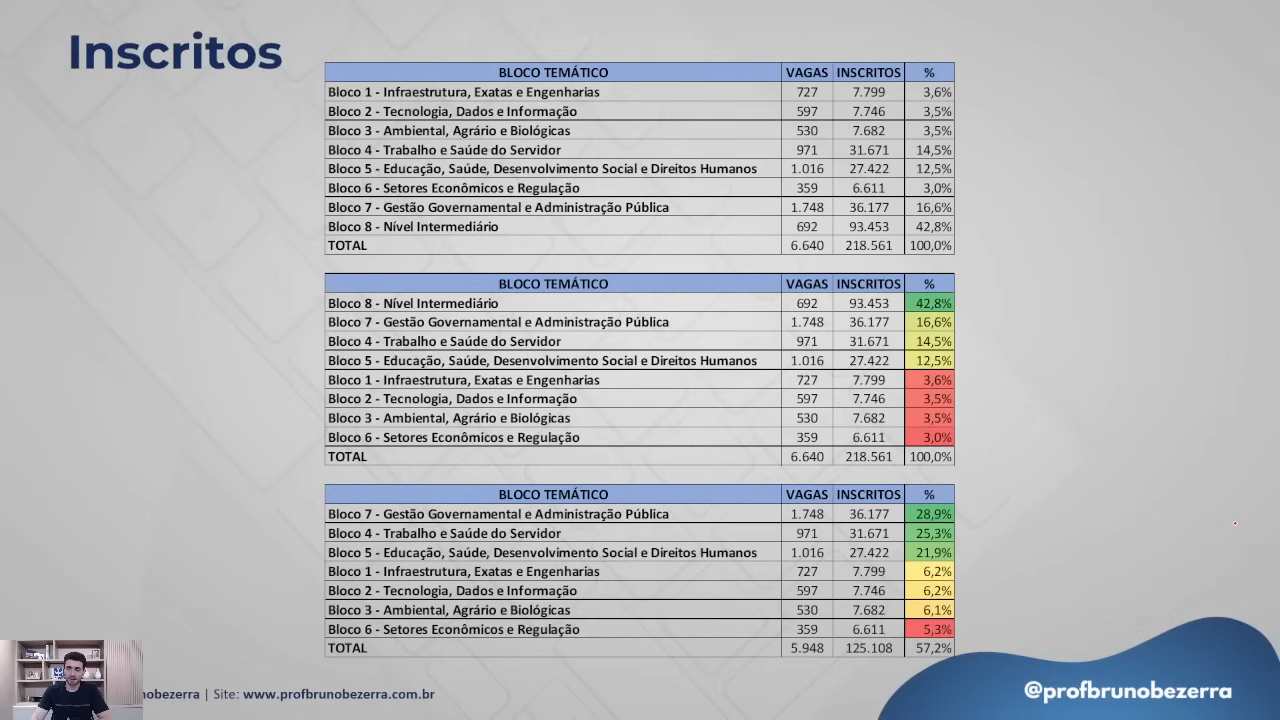 Inscritos
BLOCO TEMÁTICO VAGAS INSCRITOS %
Bloco 1 - Infraestrutura, Exatas e Engenharias 727 7.799 3,6%
Bloco 2 - Tecnologia, Dados e Informação 597 7.746 3,5%
Bloco 3 - Ambiental, Agrário e Biológicas 530 7.682 3,5%
Bloco 4 - Trabalho e Saúde do Servidor 971 31.671 14,5%
Bloco 5 - Educação, Saúde, Desenvolvimento Social e Direitos Humanos 1.016 27.422 12,5%
Bloco 6 - Setores Econômicos e Regulação 359 6.611 3,0%
Bloco 7 - Gestão Governamental e Administração Pública 1.748 36.177 16,6%
Bloco 8 - Nível Intermediário 692 93.453 42,8%
TOTAL 6.640 218.561 100,0%
BLOCO TEMÁTICO VAGAS INSCRITOS %
Bloco 8 - Nível Intermediário 692 93.453 42,8%
Bloco 7 - Gestão Governamental e Administração Pública 1.748 36.177 16,6%
Bloco 4 - Trabalho e Saúde do Servidor 971 31.671 14,5%
Bloco 5 - Educação, Saúde, Desenvolvimento Social e Direitos Humanos 1.016 27.422 12,5%
Bloco 1 - Infraestrutura, Exatas e Engenharias 727 7.799 3,6%
Bloco 2 - Tecnologia, Dados e Informação 597 7.746 3,5%
Bloco 3 - Ambiental, Agrário e Biológicas 530 7.682 3,5%
Bloco 6 - Setores Econômicos e Regulação 359 6.611 3,0%
TOTAL 6.640 218.561 100,0%
BLOCO TEMÁTICO VAGAS INSCRITOS %
Bloco 7 - Gestão Governamental e Administração Pública 1.748 36.177 28,9%
Bloco 4 - Trabalho e Saúde do Servidor 971 31.671 25,3%
Bloco 5 - Educação, Saúde, Desenvolvimento Social e Direitos Humanos 1.016 27.422 21,9%
Bloco 1 - Infraestrutura, Exatas e Engenharias 727 7.799 6,2%
Bloco 2 - Tecnologia, Dados e Informação 597 7.746 6,2%
Bloco 3 - Ambiental, Agrário e Biológicas 530 7.682 6,1%
Bloco 6 - Setores Econômicos e Regulação 359 6.611 5,3%
TOTAL 5.948 125.108 57,2%
nobezerra | Site: www.profbrunobezerra.com.br
@profbrunobezerra